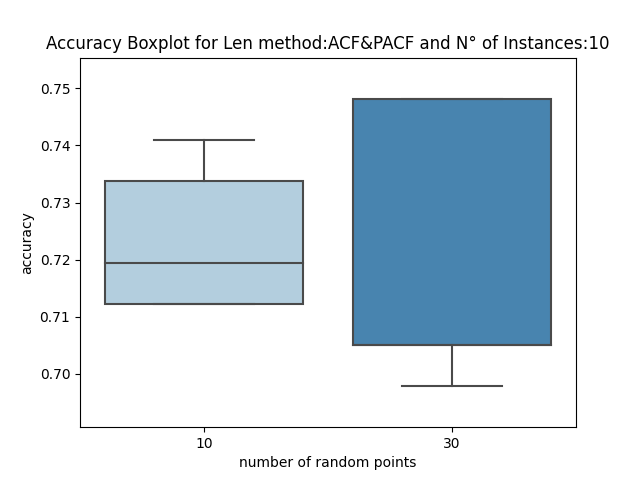 Accuracy Boxplot for Len method:ACF&PACF and N° of Instances:10
0.75
0.74
0.73
0.72
0.71
0.70
accuracy
10
30
number of random points